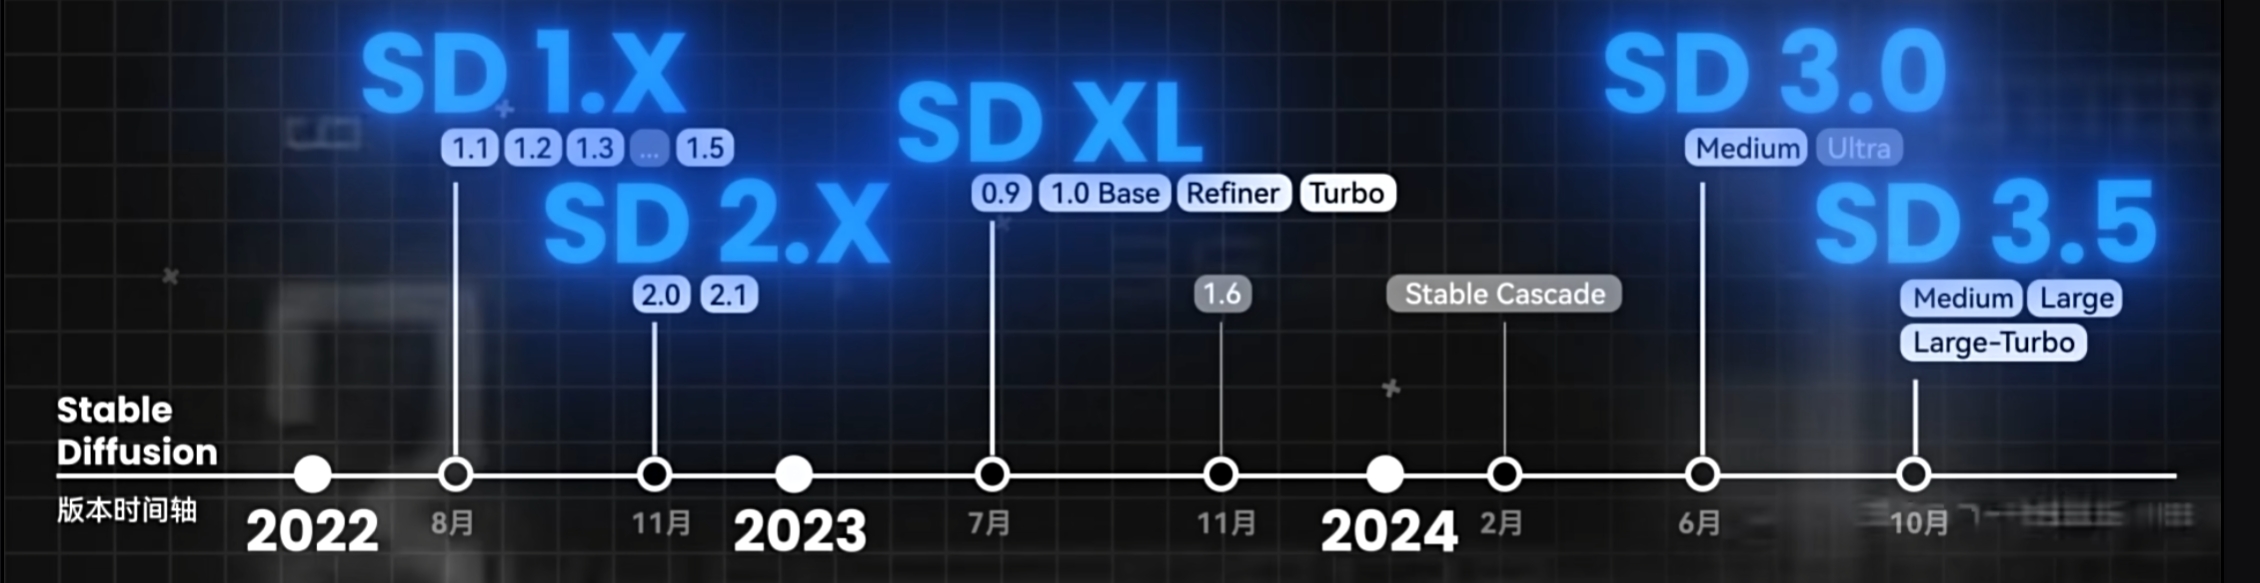 SD 1.X
1.1 1.2 1.3 ... 1.5
SD 2.X
2.0 2.1
SD XL
0.9 1.0 Base Refiner Turbo
1.6
Stable Cascade
SD 3.0
Medium Ultra
SD 3.5
Medium Large
Large-Turbo
Stable
Diffusion
版本时间轴
2022 8月 11月 2023 7月 11月 2024 2月 6月 10月